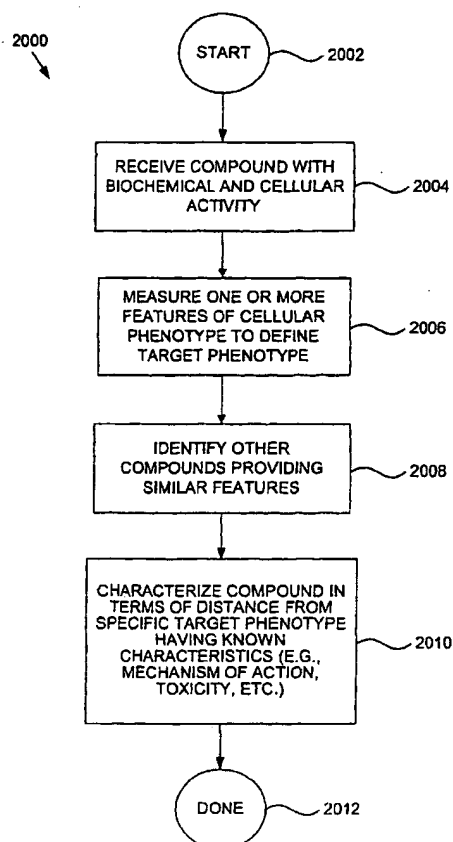 2000
START
2002
RECEIVE COMPOUND WITH
BIOCHEMICAL AND CELLULAR
ACTIVITY
2004
MEASURE ONE OR MORE
FEATURES OF CELLULAR
PHENOTYPE TO DEFINE
TARGET PHENOTYPE
2006
IDENTIFY OTHER
COMPOUNDS PROVIDING
SIMILAR FEATURES
2008
CHARACTERIZE COMPOUND IN
TERMS OF DISTANCE FROM
SPECIFIC TARGET PHENOTYPE
HAVING KNOWN
CHARACTERISTICS (E.G.,
MECHANISM OF ACTION,
TOXICITY, ETC.)
2010
DONE
2012